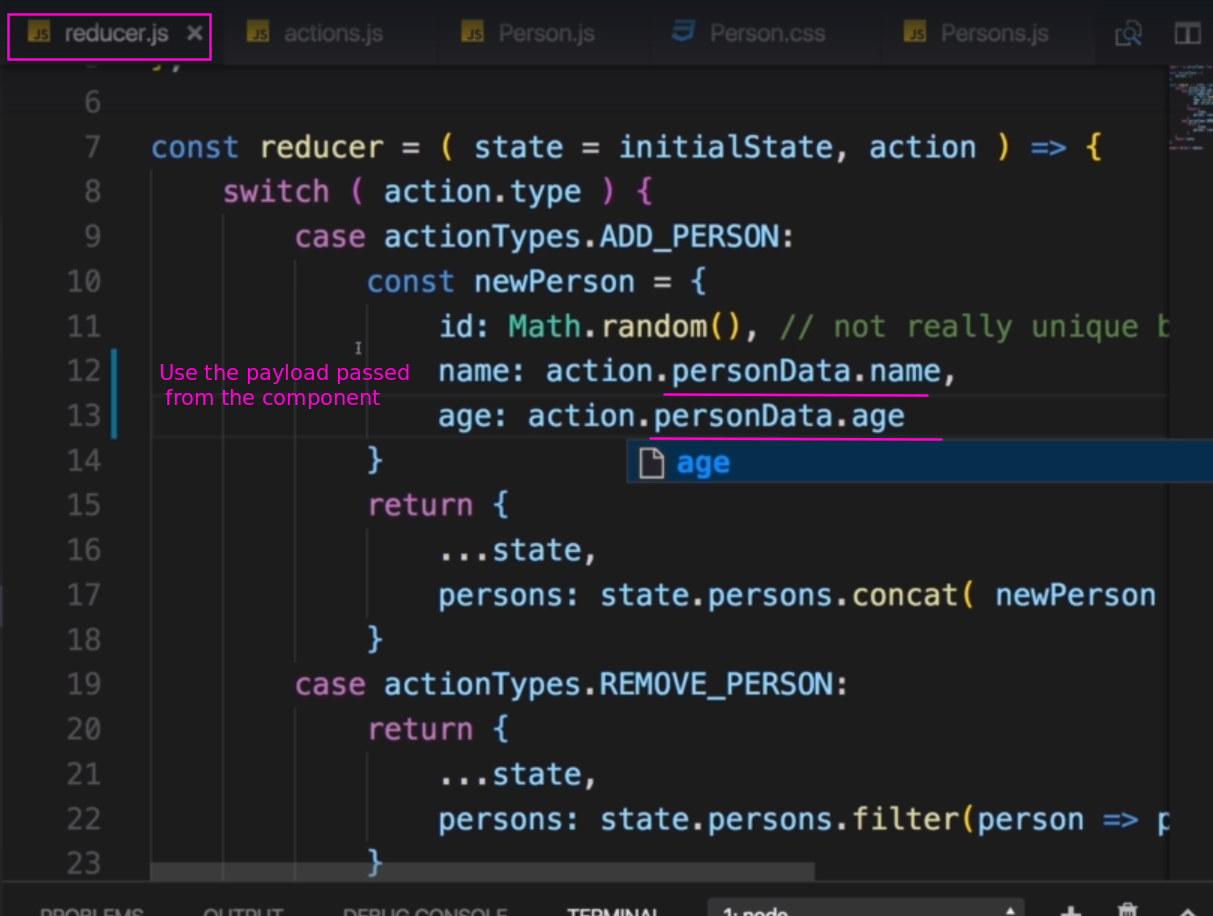 reducer.js × actions.js Person.js Person.css Persons.js
6
7 const reducer = ( state = initialState, action ) => {
8 switch ( action.type ) {
9 case actionTypes.ADD_PERSON:
10 const newPerson = {
11 id: Math.random(), // not really unique b
12 name: action.personData.name,
Use the payload passed
from the component
13 age: action.personData.age
age
14 }
15 return {
16 ...state,
17 persons: state.persons.concat( newPerson
18 }
19 case actionTypes.REMOVE_PERSON:
20 return {
21 ...state,
22 persons: state.persons.filter(person => p
23 }
PROBLEMS OUTPUT DEBUG CONSOLE TERMINAL 1: node